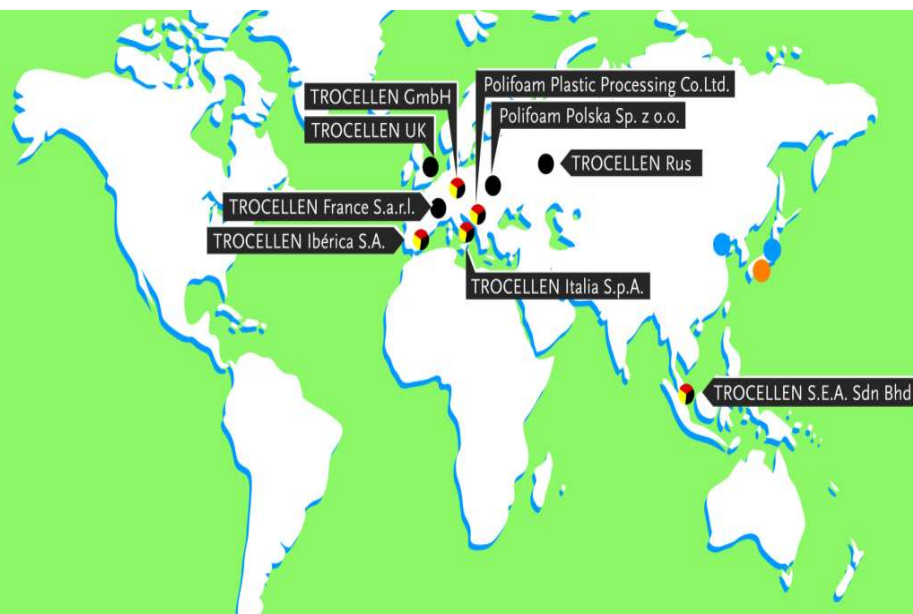 TROCELLEN GmbH
Polifoam Plastic Processing Co.Ltd.
TROCELLEN UK
Polifoam Polska Sp. z o.o.
TROCELLEN Rus
TROCELLEN France S.a.r.l.
TROCELLEN Ibérica S.A.
TROCELLEN Italia S.p.A.
TROCELLEN S.E.A. Sdn Bhd